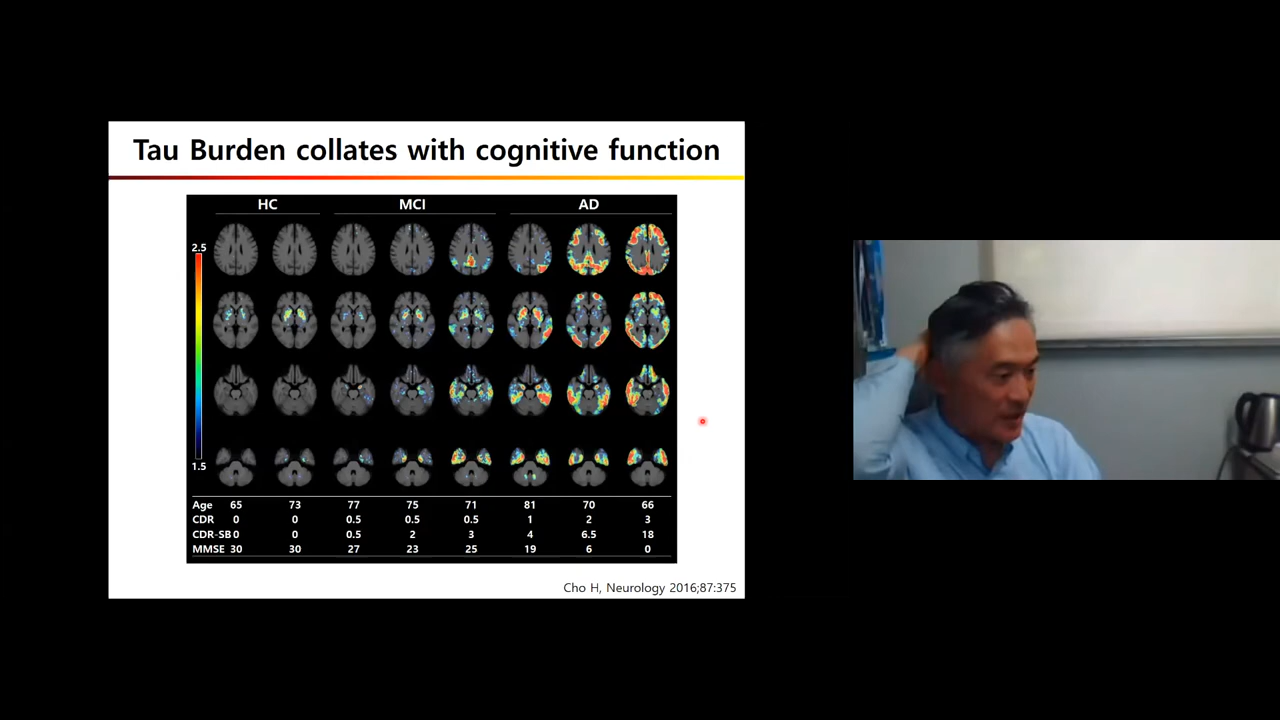 Tau Burden collates with cognitive function
HC MCI AD
2.5
1.5
Age 65 73 77 75 71 81 70 66
CDR 0 0 0.5 0.5 0.5 1 2 3
CDR-SB 0 0 0.5 2 3 4 6.5 18
MMSE 30 30 27 23 25 19 6 0
Cho H, Neurology 2016;87:375